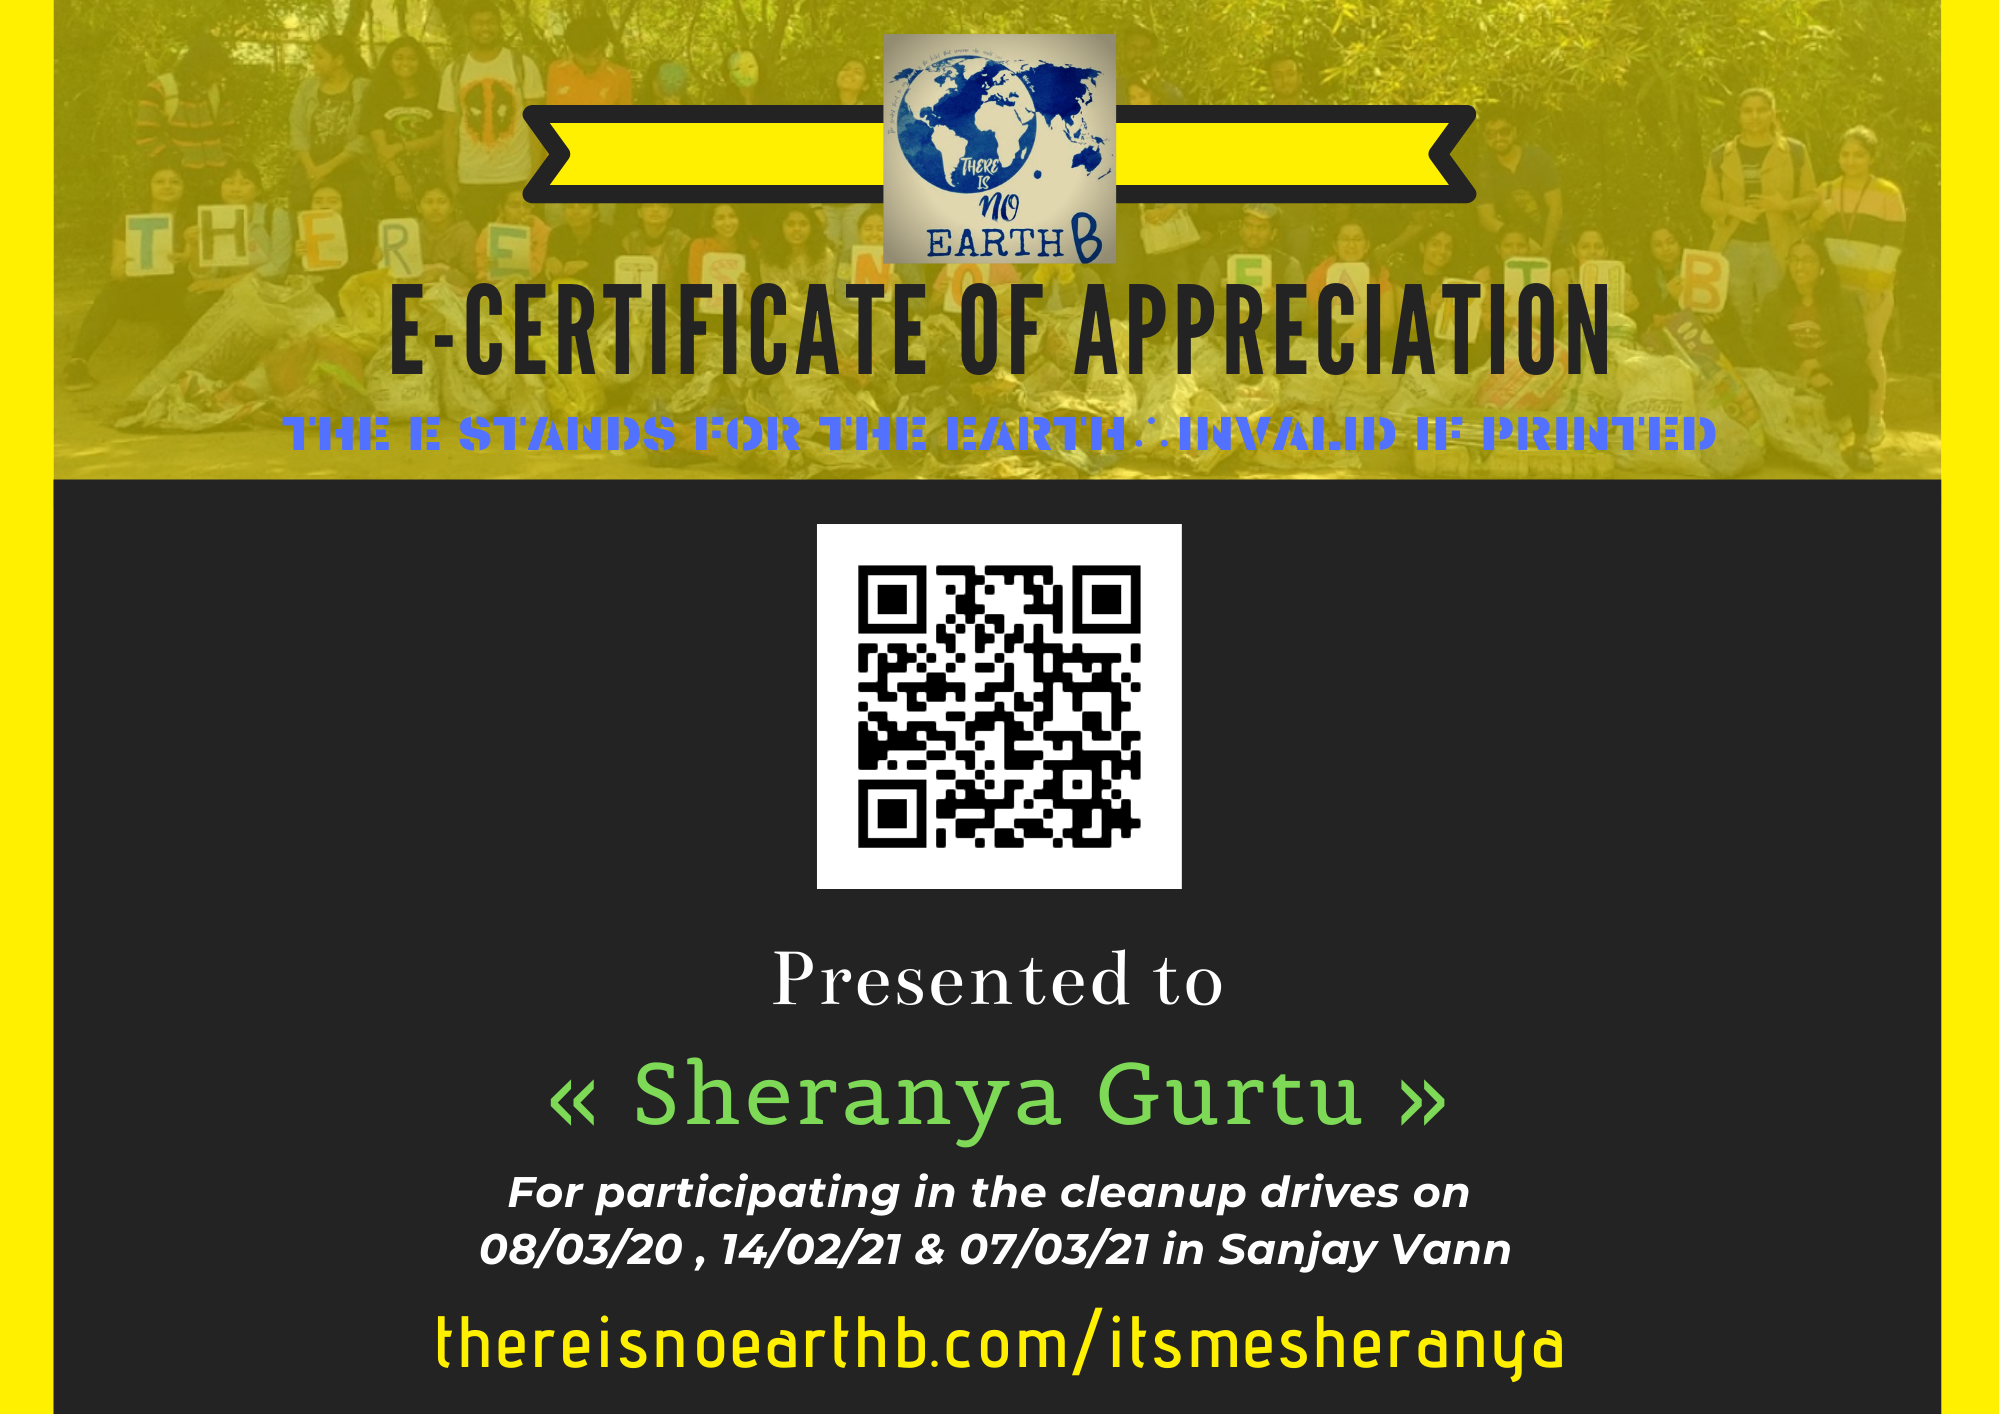 THERE
IS
NO
EARTH B
T H E R E I S N O E A T H B
E-CERTIFICATE OF APPRECIATION
THE E STANDS FOR THE EARTH∴INVALID IF PRINTED
Presented to
« Sheranya Gurtu »
For participating in the cleanup drives on
08/03/20 , 14/02/21 & 07/03/21 in Sanjay Vann
thereisnoearthb.com/itsmesheranya